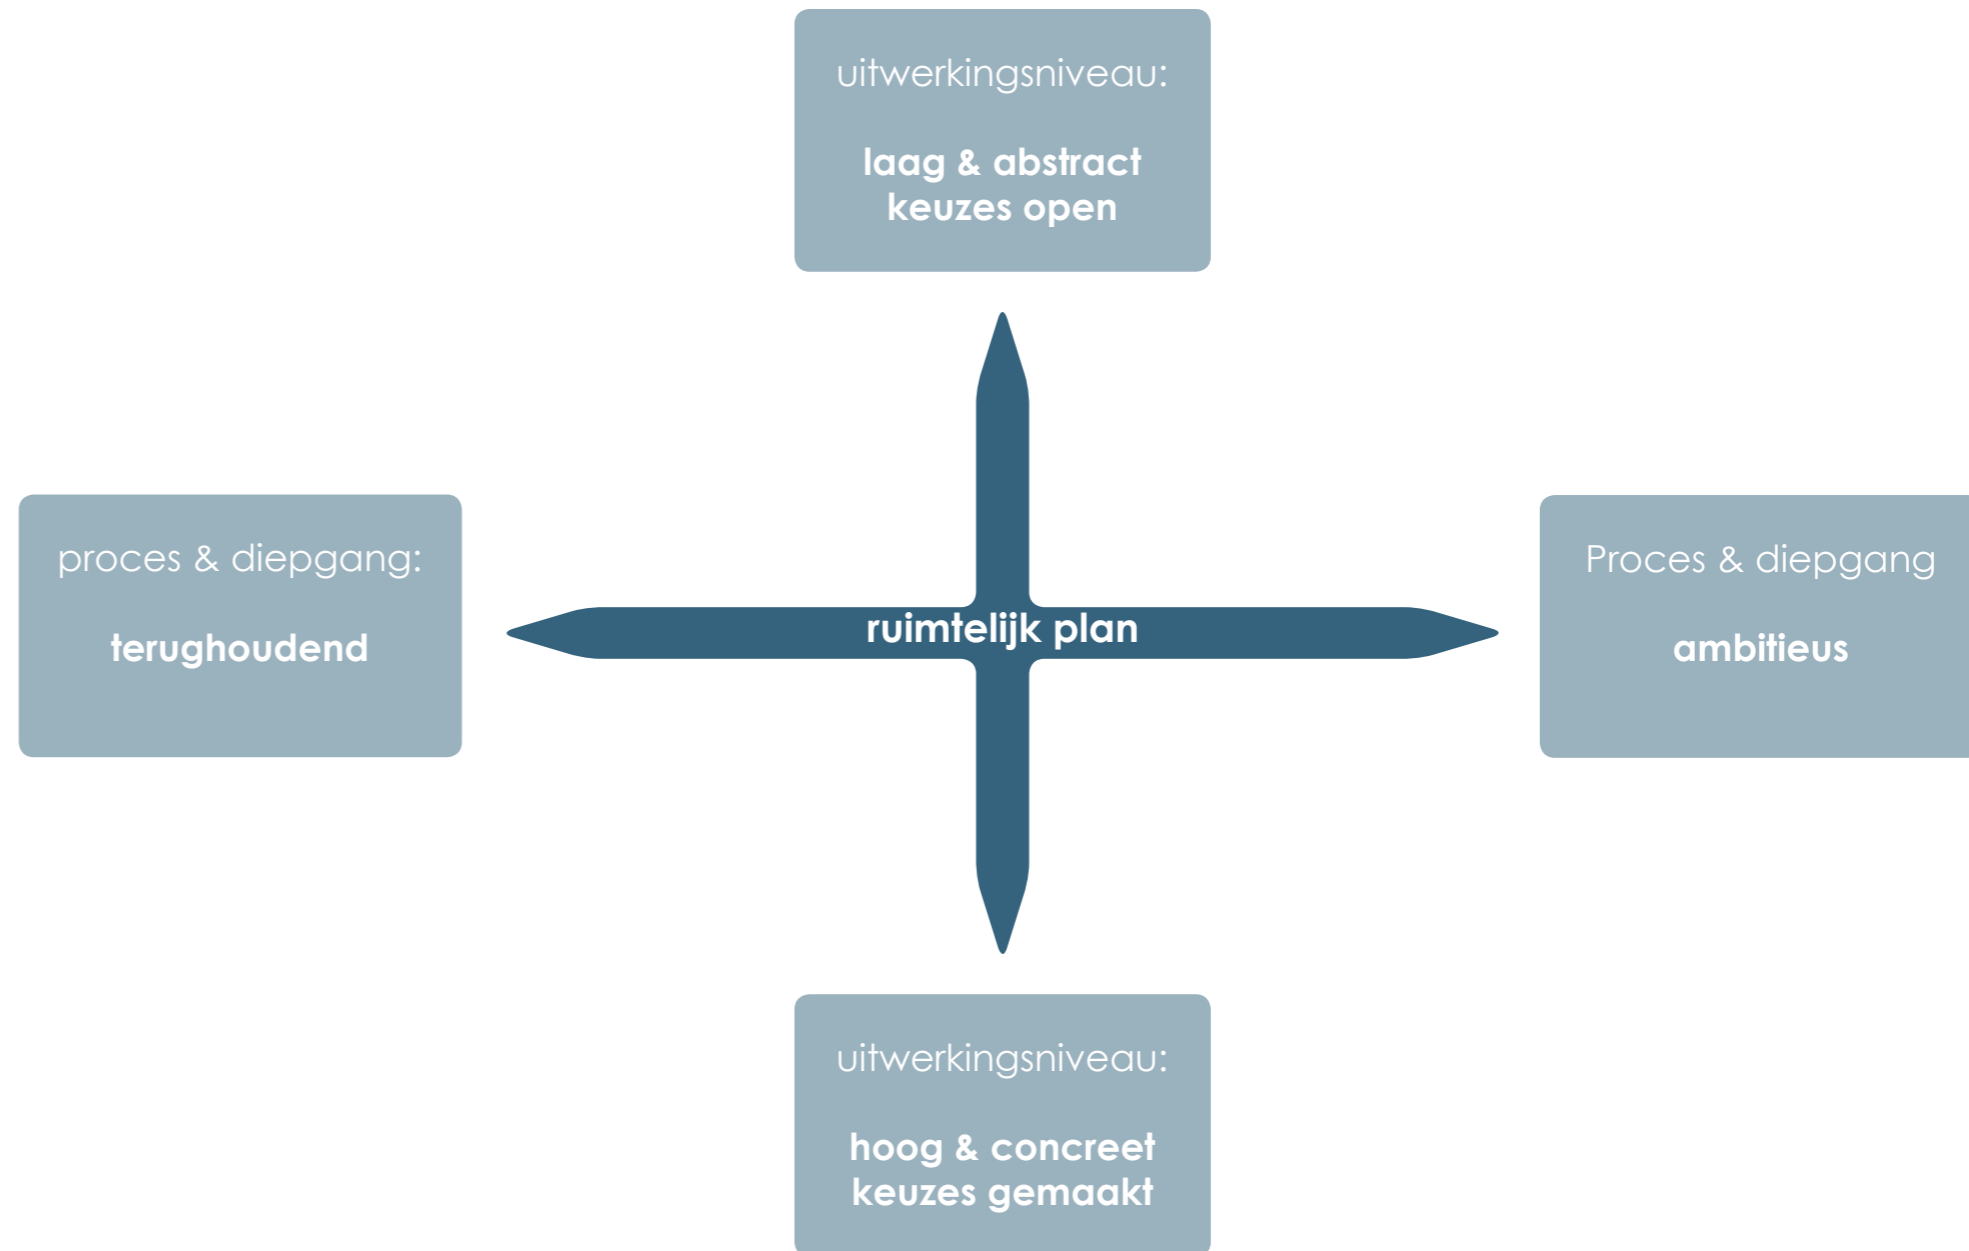 uitwerkingsniveau:
laag & abstract
keuzes open
proces & diepgang:
terughoudend
ruimtelijk plan
Proces & diepgang
ambitieus
uitwerkingsniveau:
hoog & concreet
keuzes gemaakt